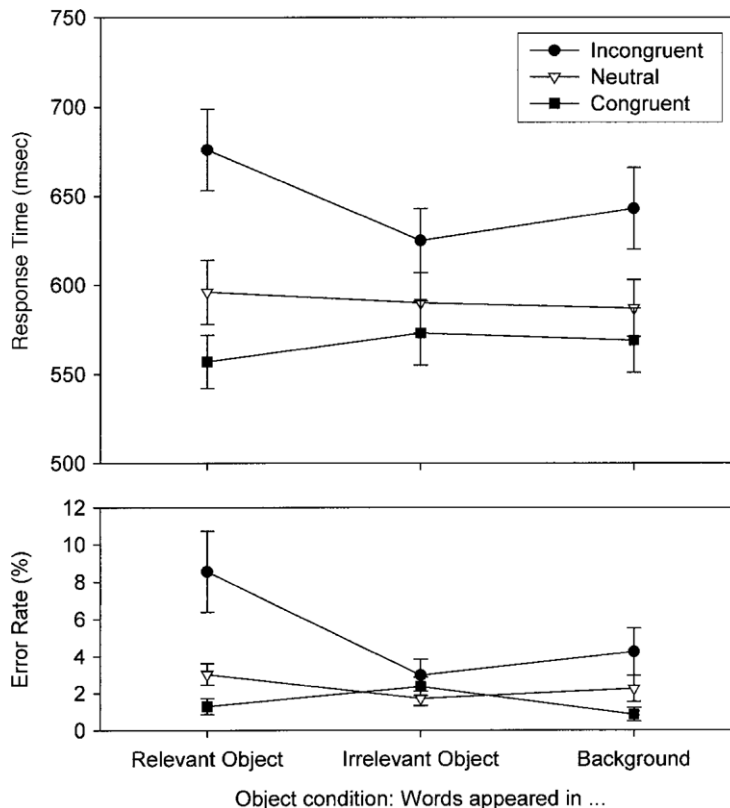 750
700
650
600
550
500
Response Time (msec)
Incongruent
Neutral
Congruent
12
10
8
6
4
2
0
Error Rate (%)
Relevant Object Irrelevant Object Background
Object condition: Words appeared in ...